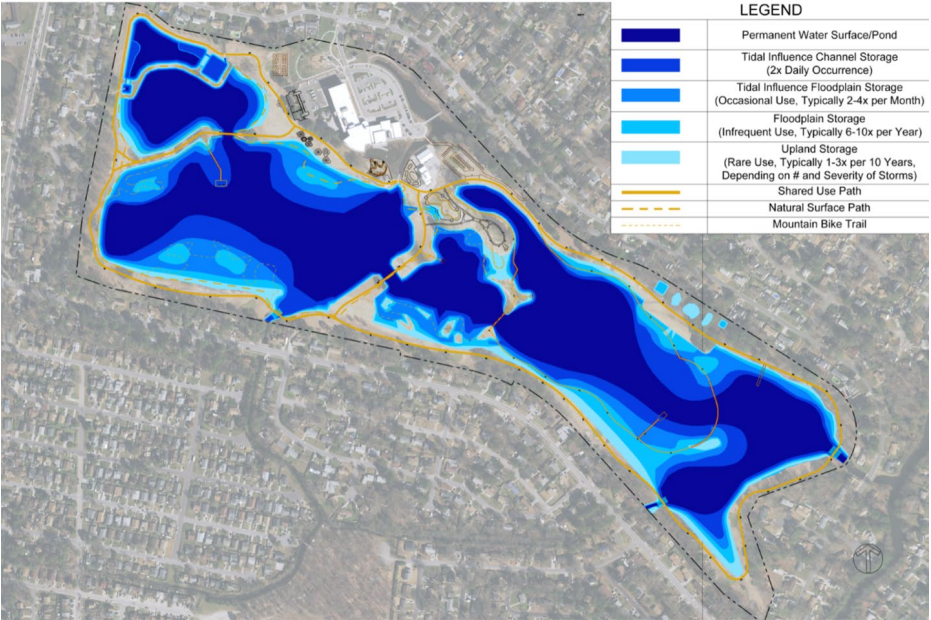 LEGEND
Permanent Water Surface/Pond
Tidal Influence Channel Storage
(2x Daily Occurrence)
Tidal Influence Floodplain Storage
(Occasional Use, Typically 2-4x per Month)
Floodplain Storage
(Infrequent Use, Typically 6-10x per Year)
Upland Storage
(Rare Use, Typically 1-3x per 10 Years,
Depending on # and Severity of Storms)
Shared Use Path
Natural Surface Path
Mountain Bike Trail